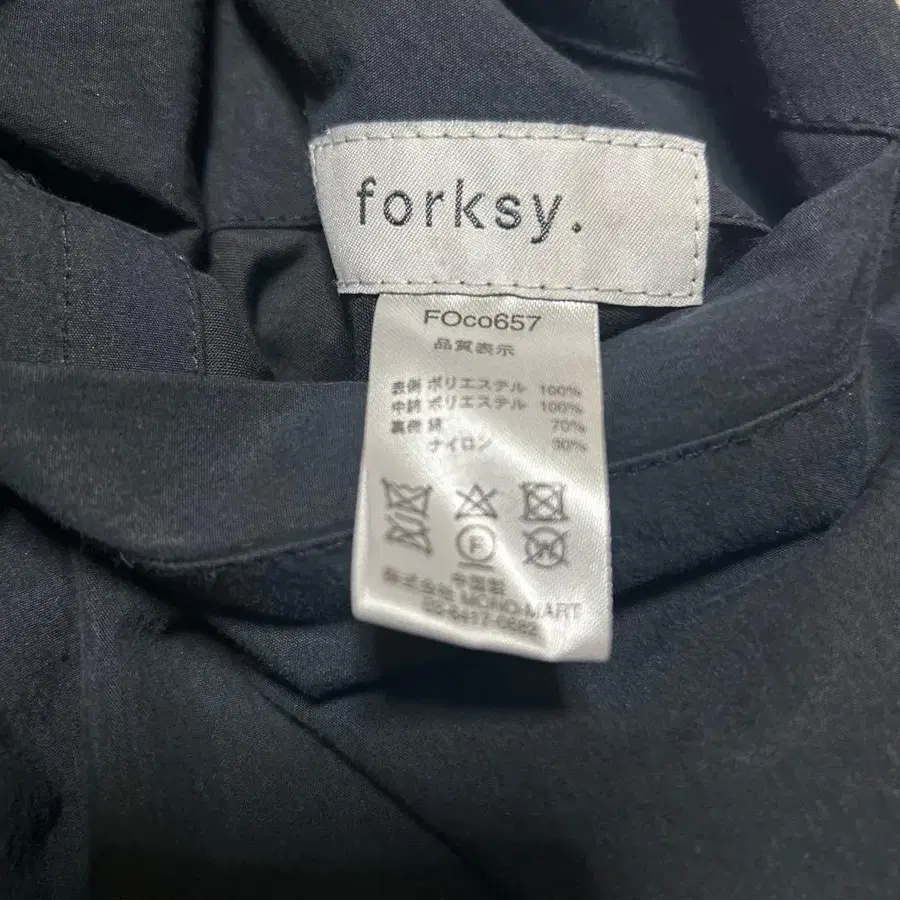 forksy.
FOco657
品質表示
表側 ポリエステル 100%
中綿 ポリエステル 100%
裏側 綿 70%
ナイロン 30%
F
W
中国製
株式会社 MONO-MART